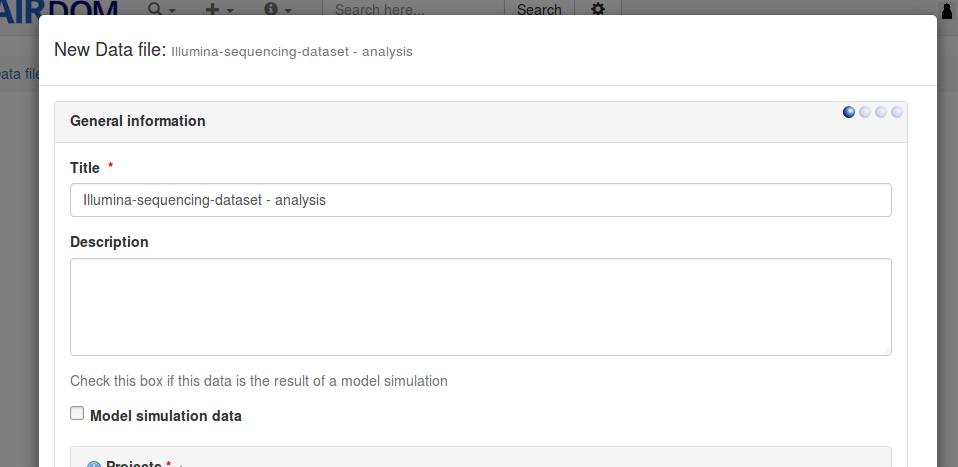 AIRDOM
Search here... Search
New Data file: Illumina-sequencing-dataset - analysis
ata file
General information
Title *
Illumina-sequencing-dataset - analysis
Description
Check this box if this data is the result of a model simulation
Model simulation data
Projects *